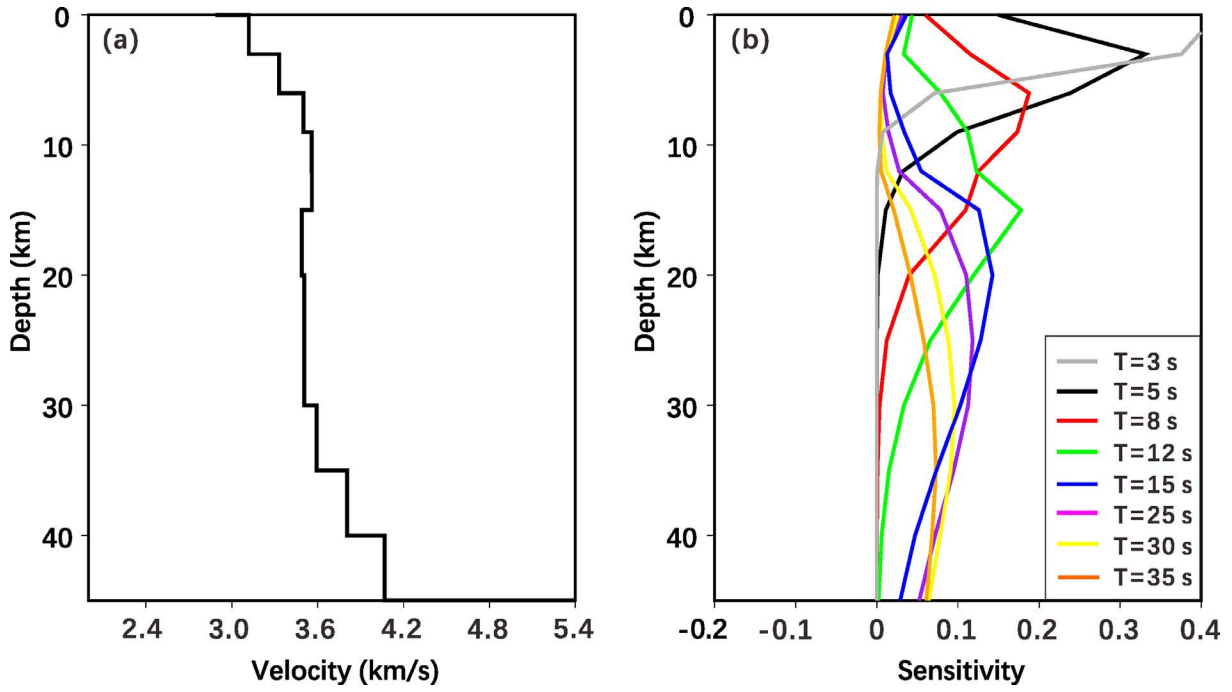 (a)
0
10
20
30
40
Depth (km)
2.4 3.0 3.6 4.2 4.8 5.4
Velocity (km/s)
(b)
0
10
20
30
40
Depth (km)
T=3 s
T=5 s
T=8 s
T=12 s
T=15 s
T=25 s
T=30 s
T=35 s
-0.2 -0.1 0 0.1 0.2 0.3 0.4
Sensitivity